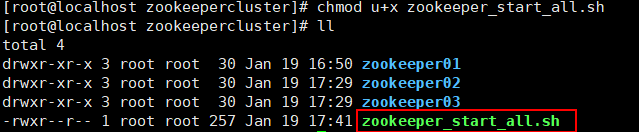 [root@localhost zookeepercluster]# chmod u+x zookeeper_start_all.sh
[root@localhost zookeepercluster]# ll
total 4
drwxr-xr-x 3 root root  30 Jan 19 16:50 zookeeper01
drwxr-xr-x 3 root root  30 Jan 19 17:29 zookeeper02
drwxr-xr-x 3 root root  30 Jan 19 17:29 zookeeper03
-rwxr--r-- 1 root root 257 Jan 19 17:41 zookeeper_start_all.sh